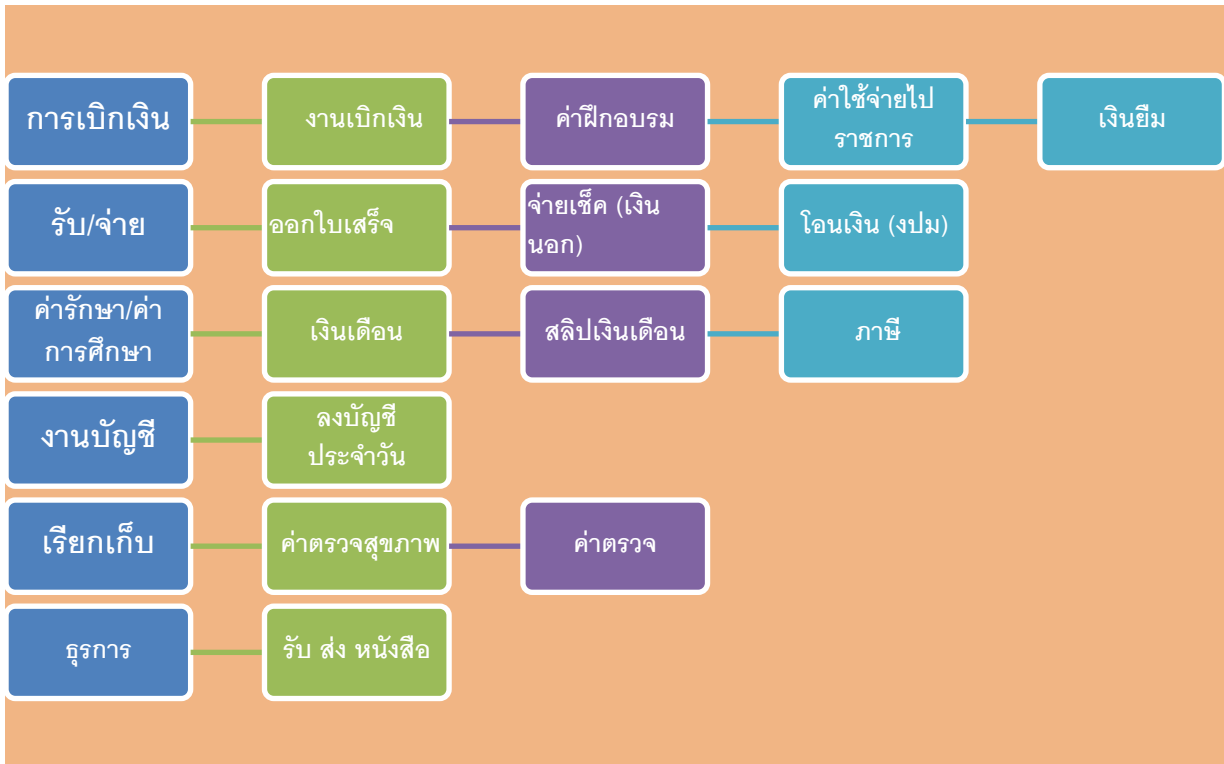 การเบิกเงิน
งานเบิกเงิน
ค่าฝึกอบรม
ค่าใช้จ่ายไป
ราชการ
เงินยืม
รับ/จ่าย
ออกใบเสร็จ
จ่ายเช็ค (เงิน
นอก)
โอนเงิน (งปม)
ค่ารักษา/ค่า
การศึกษา
เงินเดือน
สลิปเงินเดือน
ภาษี
งานบัญชี
ลงบัญชี
ประจำวัน
เรียกเก็บ
ค่าตรวจสุขภาพ
ค่าตรวจ
ธุรการ
รับ ส่ง หนังสือ